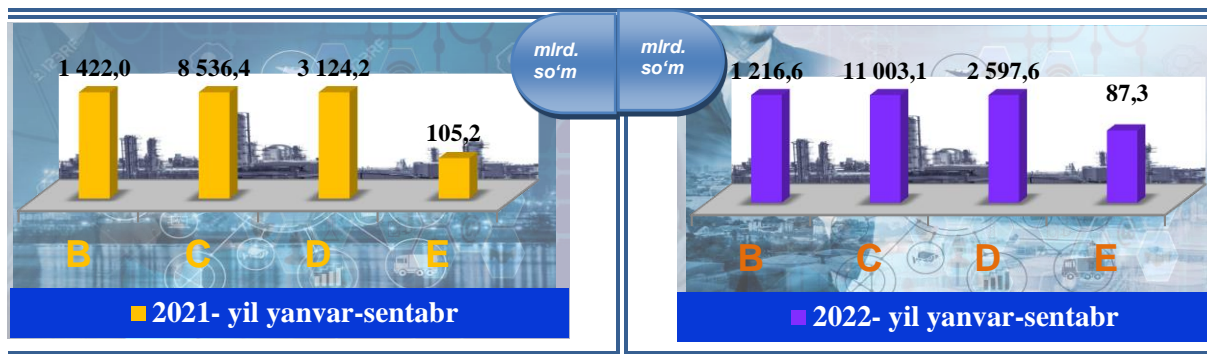 mlrd.
so‘m
1 422,0 8 536,4 3 124,2
105,2
B C D E
2021- yil yanvar-sentabr
mlrd.
so‘m
1 216,6 11 003,1 2 597,6
87,3
B C D E
2022- yil yanvar-sentabr